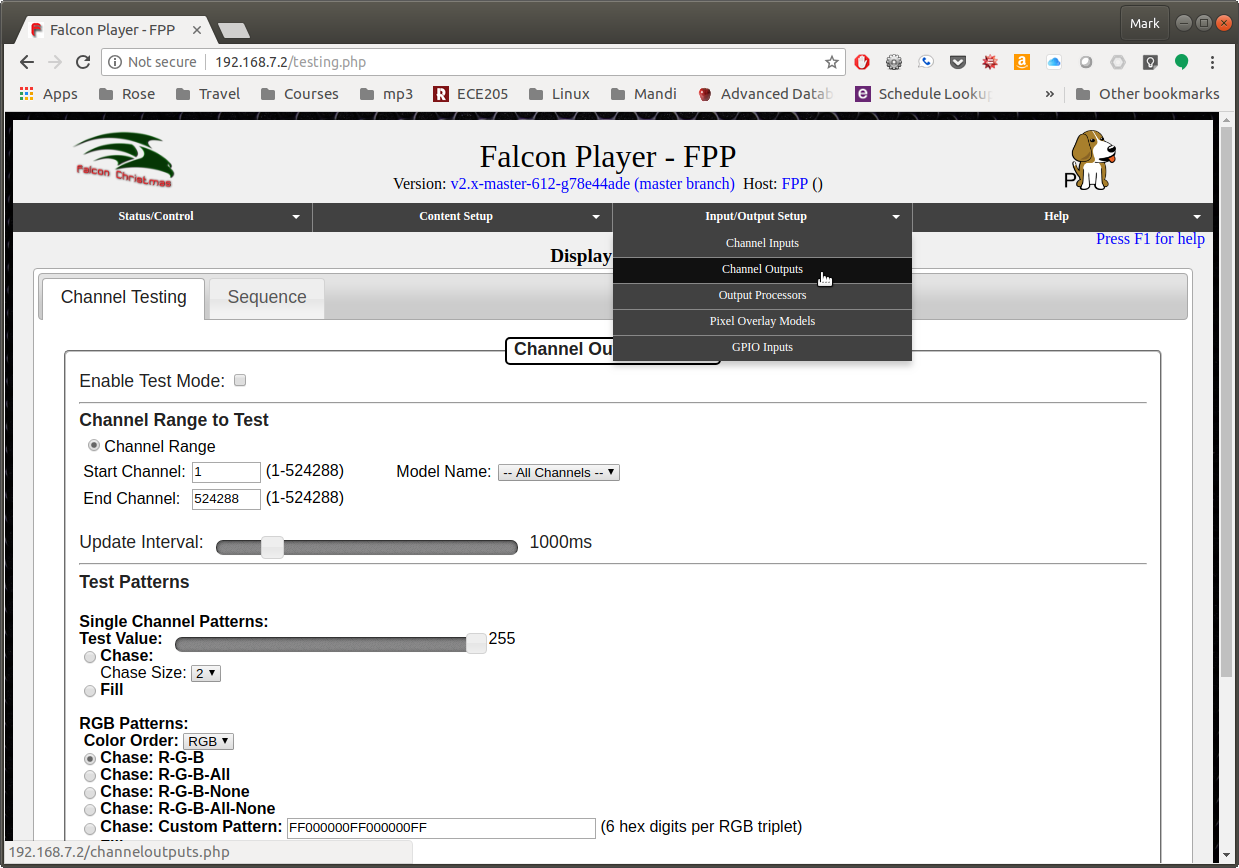 Falcon Player - FPP
Mark
Not secure 192.168.7.2/testing.php
Apps Rose Travel Courses mp3 ECE205 Linux Mandi Advanced Datab Schedule Looku » Other bookmarks
Falcon Christmas
Falcon Player - FPP
Version: v2.x-master-612-g78e44ade (master branch) Host: FPP ()
P
Status/Control Content Setup Input/Output Setup Help
Press F1 for help
Channel Inputs
Channel Outputs
Output Processors
Pixel Overlay Models
GPIO Inputs
Display
Channel Testing Sequence
Channel Ou
Enable Test Mode:
Channel Range to Test
Channel Range
Start Channel: 1 (1-524288) Model Name: -- All Channels --
End Channel: 524288 (1-524288)
Update Interval: 1000ms
Test Patterns
Single Channel Patterns:
Test Value: 255
Chase:
Chase Size: 2
Fill
RGB Patterns:
Color Order: RGB
Chase: R-G-B
Chase: R-G-B-All
Chase: R-G-B-None
Chase: R-G-B-All-None
Chase: Custom Pattern: FF000000FF000000FF (6 hex digits per RGB triplet)
192.168.7.2/channeloutputs.php